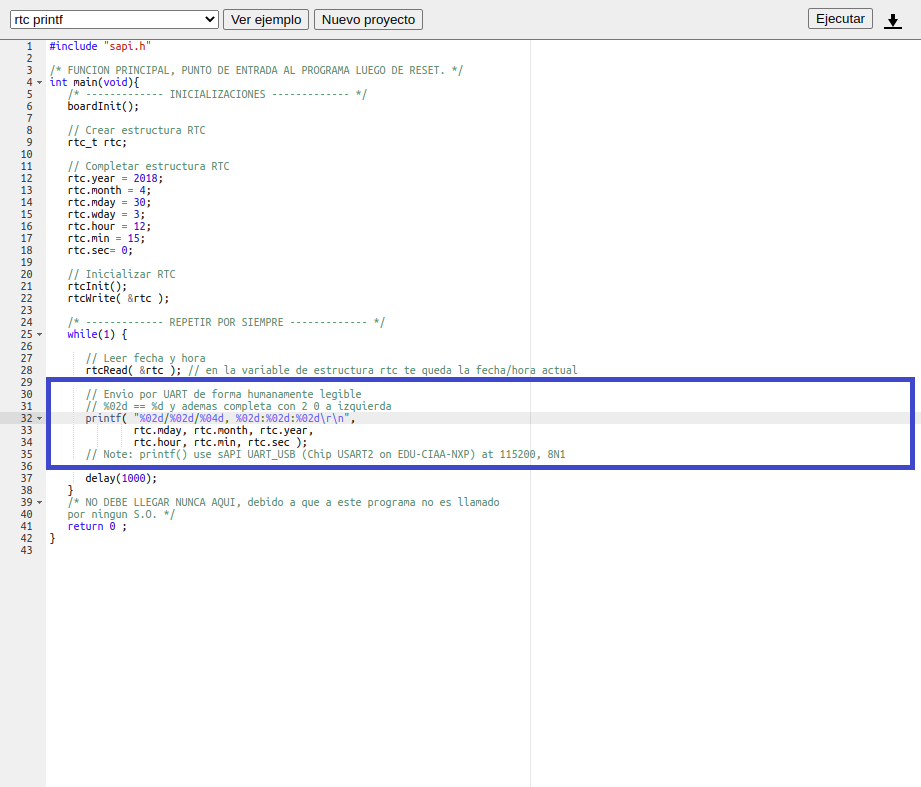 rtc printf Ver ejemplo Nuevo proyecto Ejecutar
1 #include "sapi.h"
2
3 /* FUNCION PRINCIPAL, PUNTO DE ENTRADA AL PROGRAMA LUEGO DE RESET. */
4 int main(void){
5 /* ------------- INICIALIZACIONES ------------- */
6 boardInit();
7
8 // Crear estructura RTC
9 rtc_t rtc;
10
11 // Completar estructura RTC
12 rtc.year = 2018;
13 rtc.month = 4;
14 rtc.mday = 30;
15 rtc.wday = 3;
16 rtc.hour = 12;
17 rtc.min = 15;
18 rtc.sec= 0;
19
20 // Inicializar RTC
21 rtcInit();
22 rtcWrite( &rtc );
23
24 /* ------------- REPETIR POR SIEMPRE ------------- */
25 while(1) {
26
27 // Leer fecha y hora
28 rtcRead( &rtc ); // en la variable de estructura rtc te queda la fecha/hora actual
29
30 // Envio por UART de forma humanamente legible
31 // %02d == %d y ademas completa con 2 0 a izquierda
32 printf( "%02d/%02d/%04d, %02d:%02d:%02d\r\n",
33 rtc.mday, rtc.month, rtc.year,
34 rtc.hour, rtc.min, rtc.sec );
35 // Note: printf() use sAPI UART_USB (Chip USART2 on EDU-CIAA-NXP) at 115200, 8N1
36
37 delay(1000);
38 }
39 /* NO DEBE LLEGAR NUNCA AQUI, debido a que a este programa no es llamado
40 por ningun S.O. */
41 return 0 ;
42 }
43